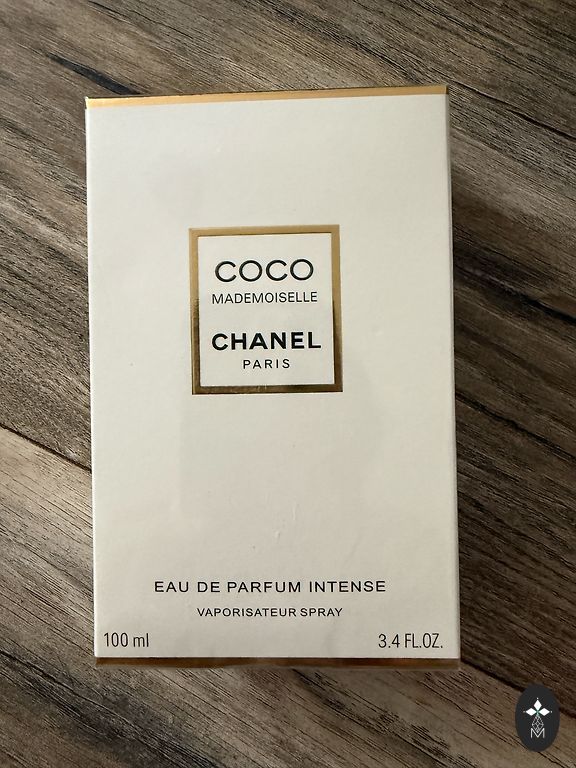 COCO
MADEMOISELLE
CHANEL
PARIS
EAU DE PARFUM INTENSE
VAPORISATEUR SPRAY
100 ml 3.4 FL.OZ.
M